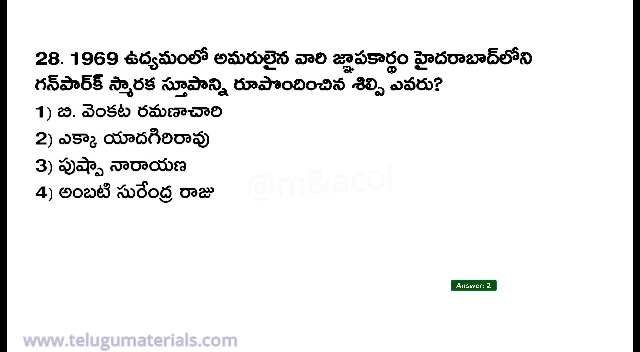 28. 1969 ఉద్యమంలో అమరులైన వారి జ్ఞాపకార్థం హైదరాబాద్‌లోని
గన్‌పార్క్ స్మారక స్తూపాన్ని రూపొందించిన శిల్పి ఎవరు?
1) బి. వెంకట రమణాచారి
2) ఎక్కా యాదగిరిరావు
3) పుష్పా నారాయణ
4) అంబటి సురేంద్ర రాజు
@m&acol
Answer: 2
www.telugumaterials.com